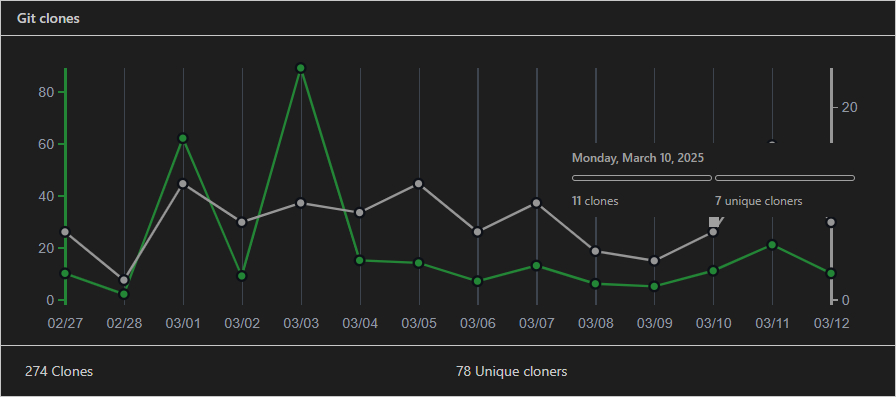 Git clones
80
60
40
20
0
20
0
Monday, March 10, 2025
11 clones 7 unique cloners
02/27 02/28 03/01 03/02 03/03 03/04 03/05 03/06 03/07 03/08 03/09 03/10 03/11 03/12
274 Clones 78 Unique cloners